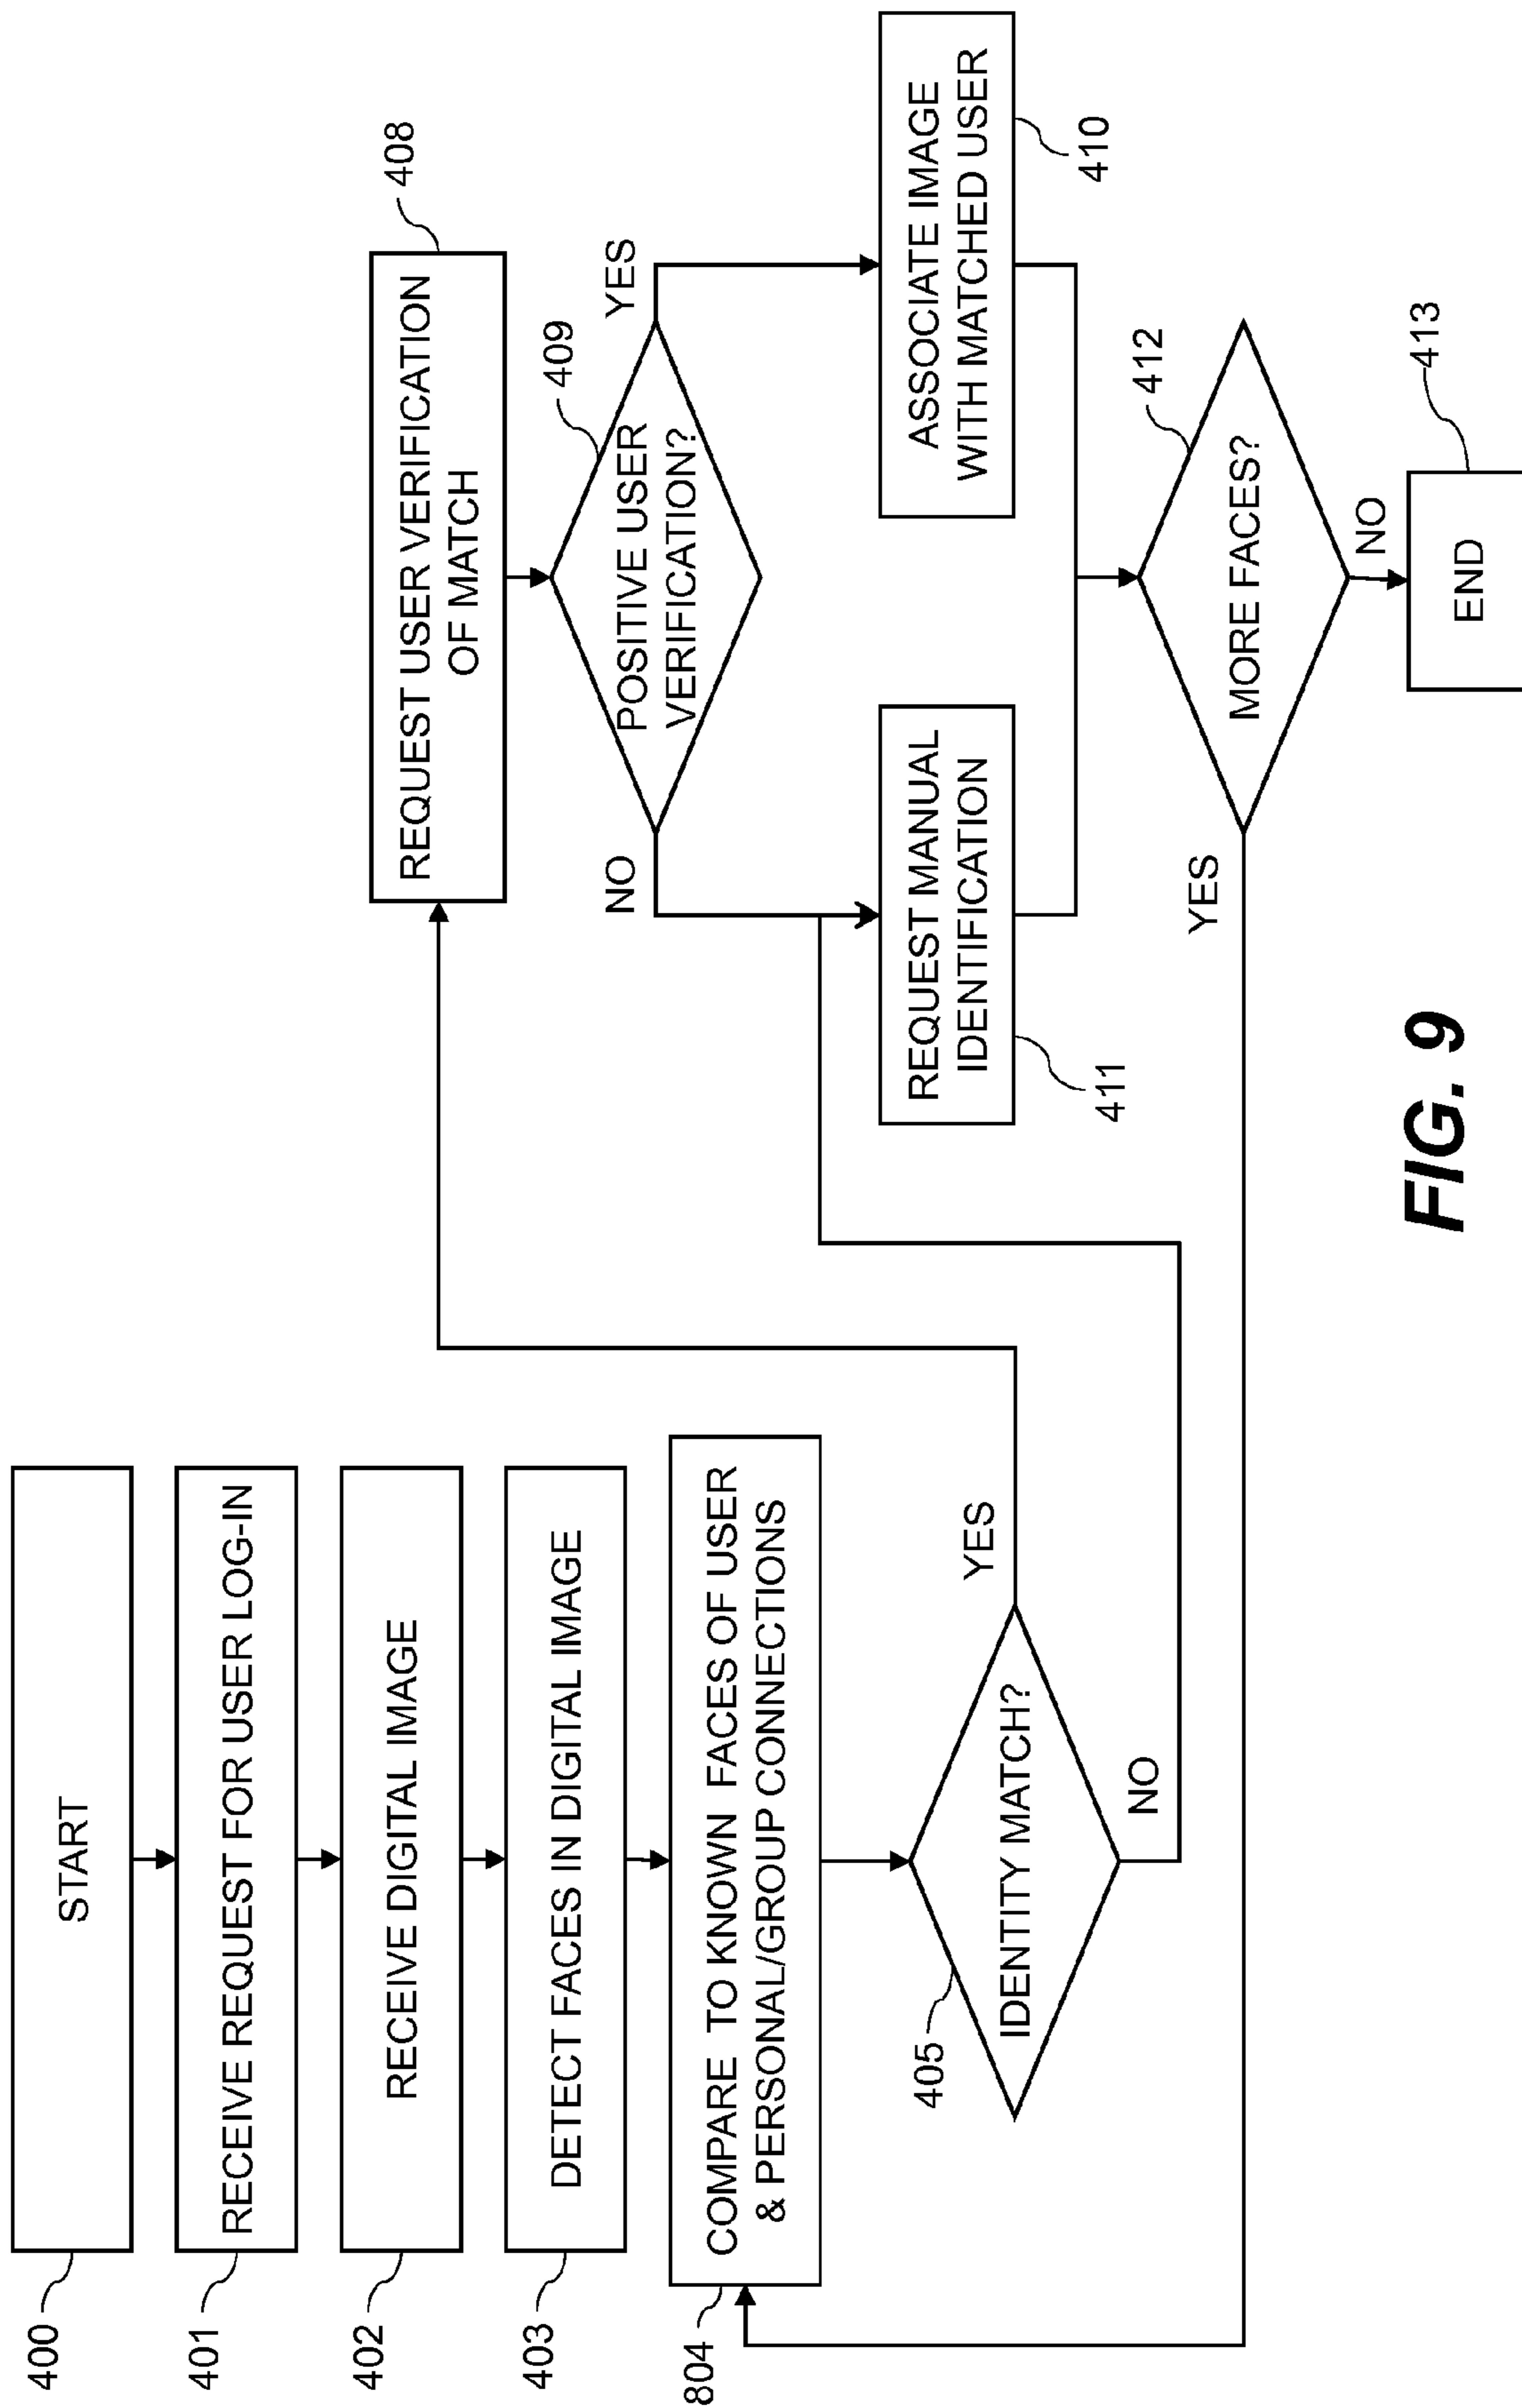 400
START
401
RECEIVE REQUEST FOR USER LOG-IN
402
RECEIVE DIGITAL IMAGE
403
DETECT FACES IN DIGITAL IMAGE
804
COMPARE TO KNOWN FACES OF USER
& PERSONAL/GROUP CONNECTIONS
405
IDENTITY MATCH?
YES
NO
408
REQUEST USER VERIFICATION
OF MATCH
409
POSITIVE USER
VERIFICATION?
NO
YES
411
REQUEST MANUAL
IDENTIFICATION
410
ASSOCIATE IMAGE
WITH MATCHED USER
412
MORE FACES?
YES
NO
413
END
FIG. 9